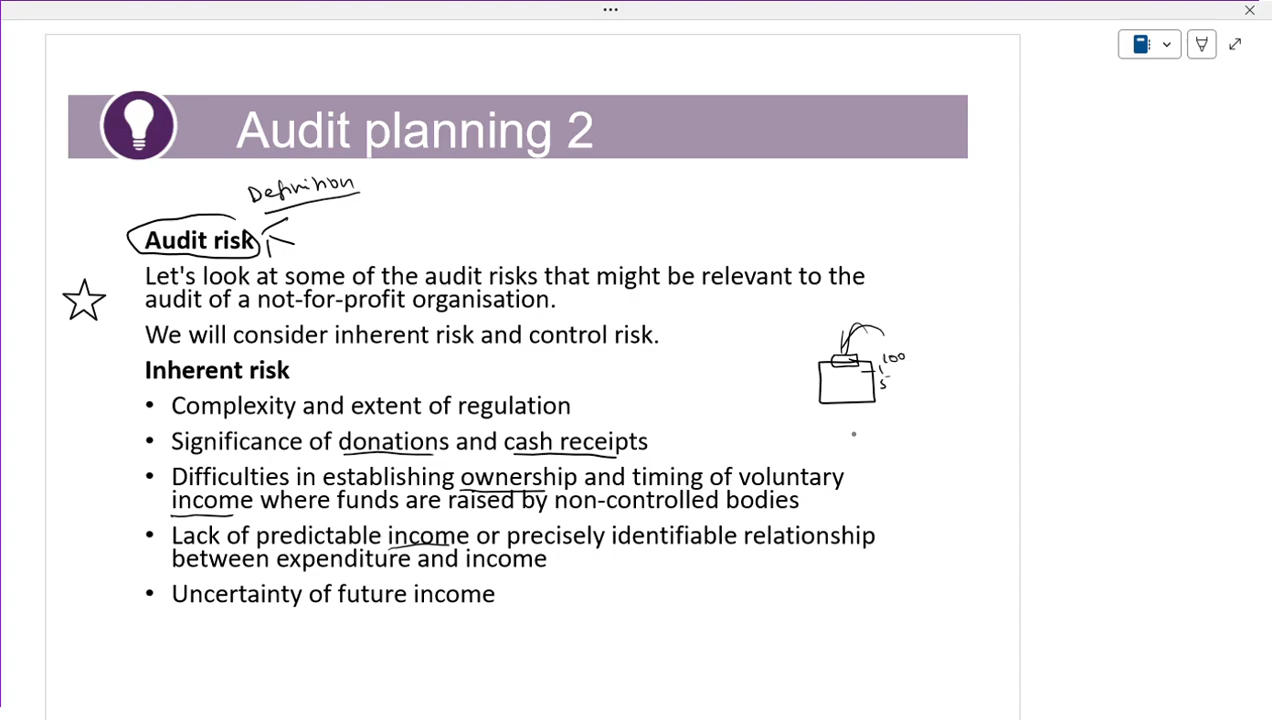 Audit planning 2
Definition
Audit risk
Let's look at some of the audit risks that might be relevant to the
audit of a not-for-profit organisation.
We will consider inherent risk and control risk.
100
5
Inherent risk
• Complexity and extent of regulation
• Significance of donations and cash receipts
• Difficulties in establishing ownership and timing of voluntary
income where funds are raised by non-controlled bodies
• Lack of predictable income or precisely identifiable relationship
between expenditure and income
• Uncertainty of future income